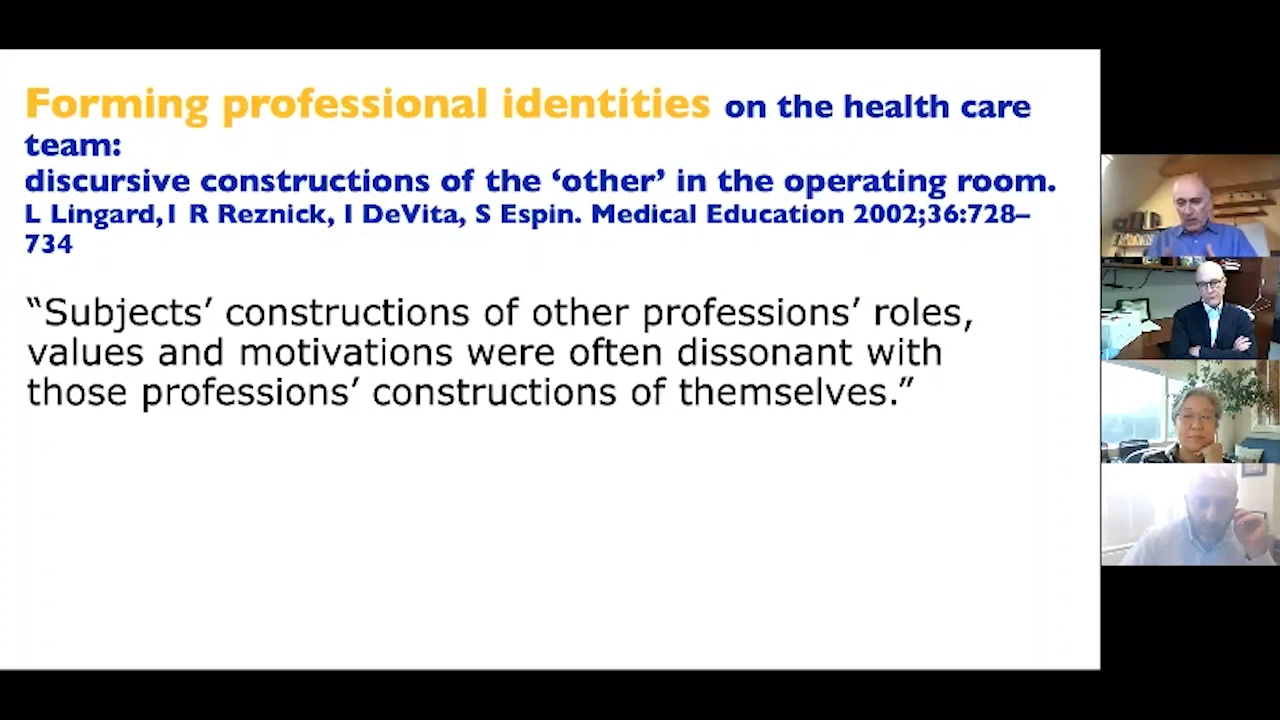 Forming professional identities on the health care
team:
discursive constructions of the ‘other’ in the operating room.
L Lingard,1 R Reznick, I DeVita, S Espin. Medical Education 2002;36:728–
734
“Subjects’ constructions of other professions’ roles,
values and motivations were often dissonant with
those professions’ constructions of themselves.”